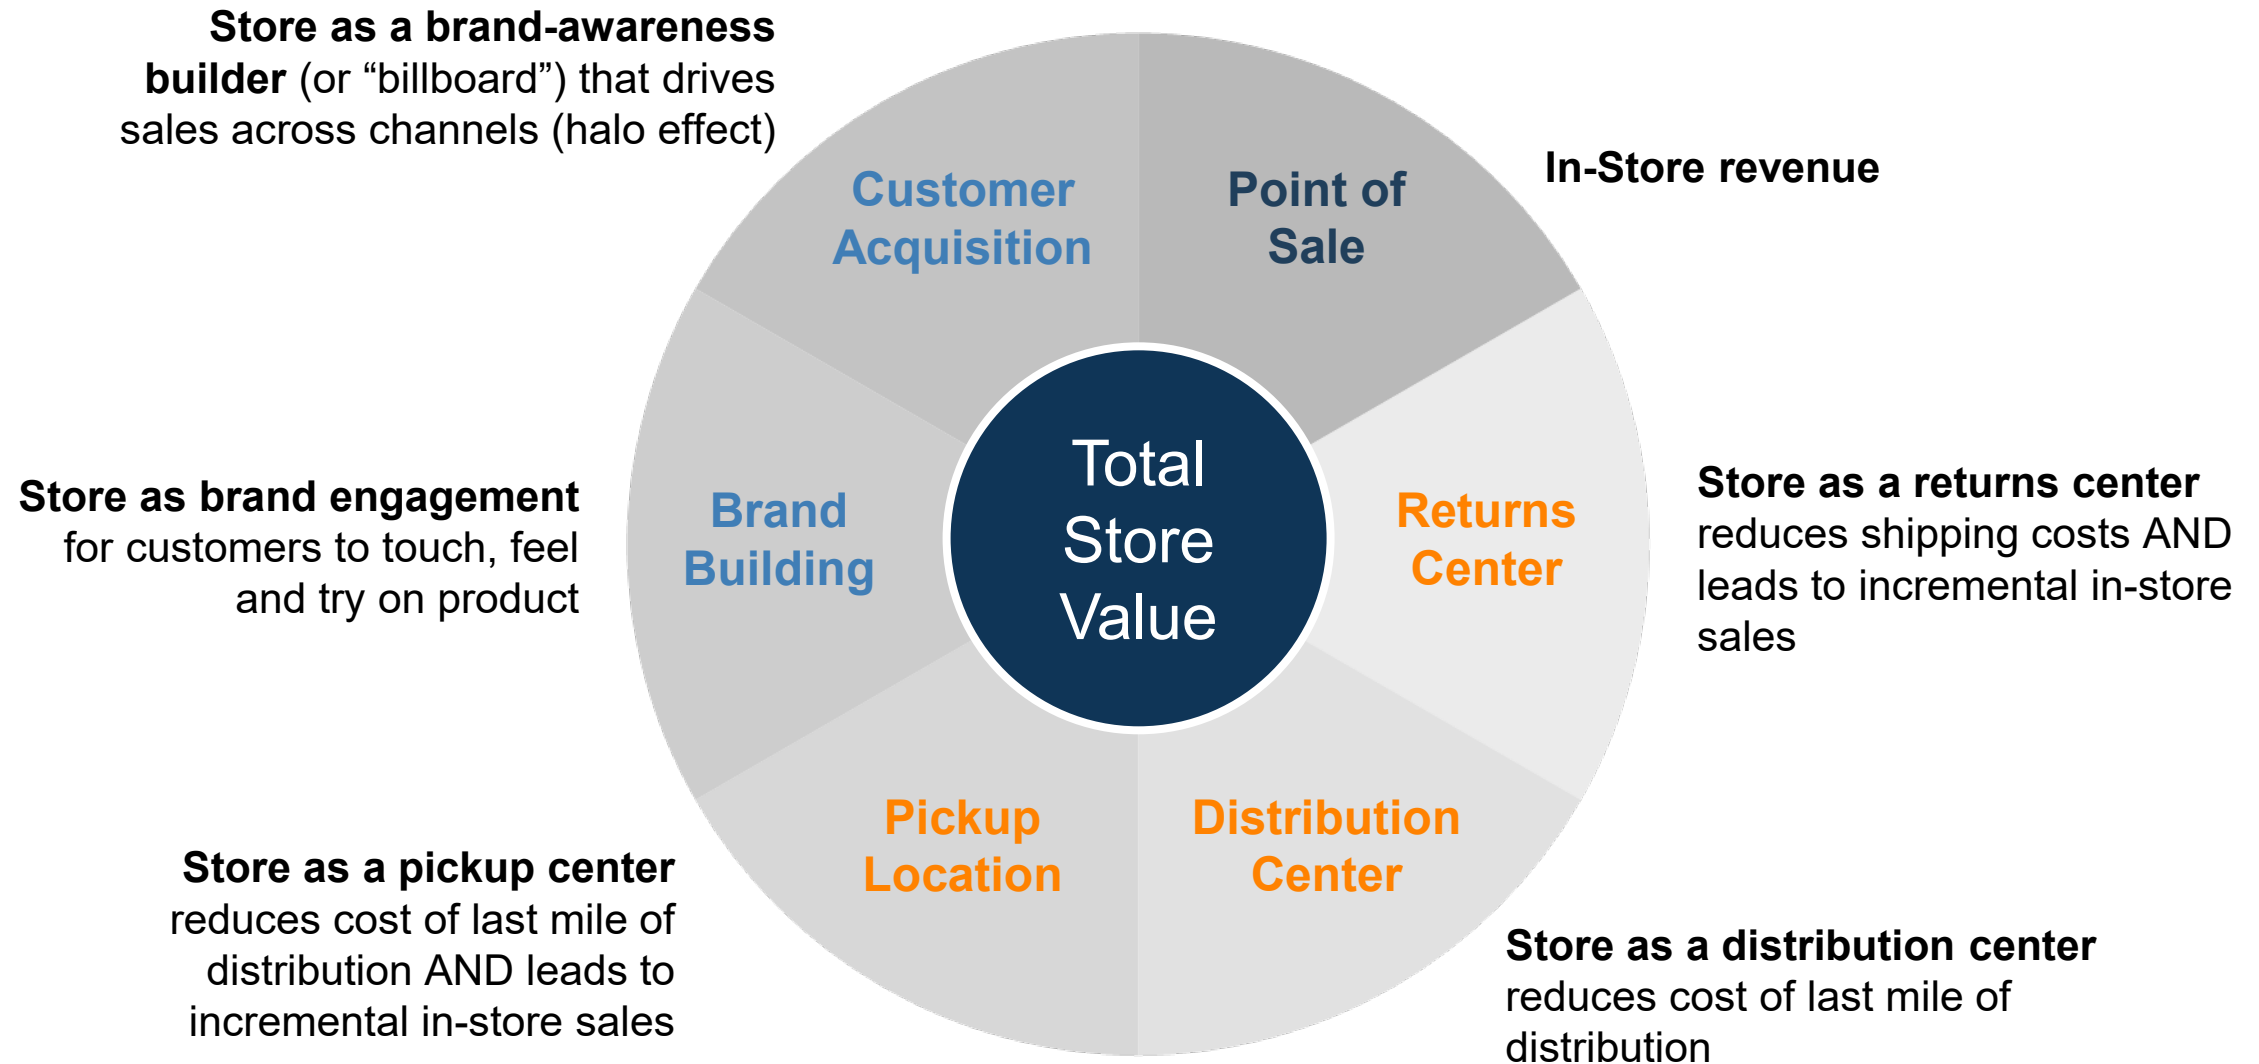 Store as a brand-awareness
builder (or “billboard”) that drives
sales across channels (halo effect)
Customer
Acquisition
Point of
Sale
In-Store revenue
Store as brand engagement
for customers to touch, feel
and try on product
Brand
Building
Total
Store
Value
Returns
Center
Store as a returns center
reduces shipping costs AND
leads to incremental in-store
sales
Pickup
Location
Distribution
Center
Store as a pickup center
reduces cost of last mile of
distribution AND leads to
incremental in-store sales
Store as a distribution center
reduces cost of last mile of
distribution